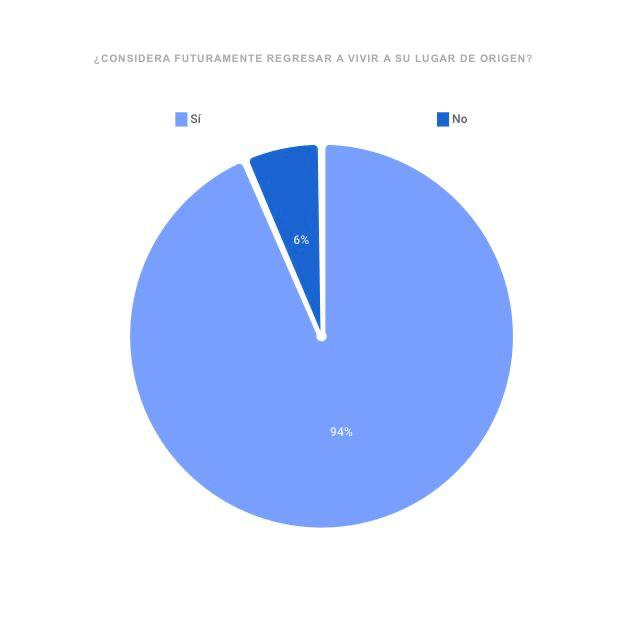 ¿CONSIDERA FUTURAMENTE REGRESAR A VIVIR A SU LUGAR DE ORIGEN?
Sí No
6%
94%